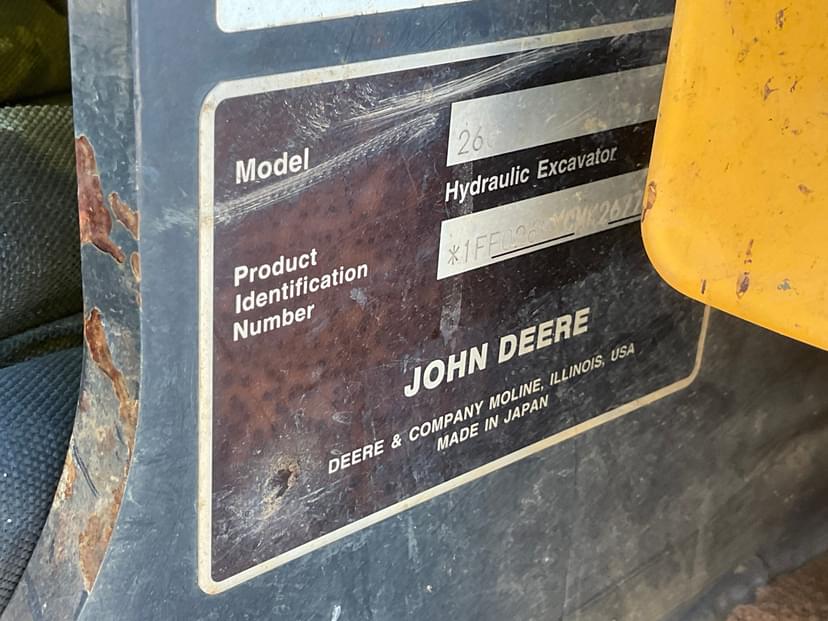 Model
26
Hydraulic Excavator
Product
Identification
Number
JOHN DEERE
DEERE & COMPANY MOLINE, ILLINOIS, USA
MADE IN JAPAN